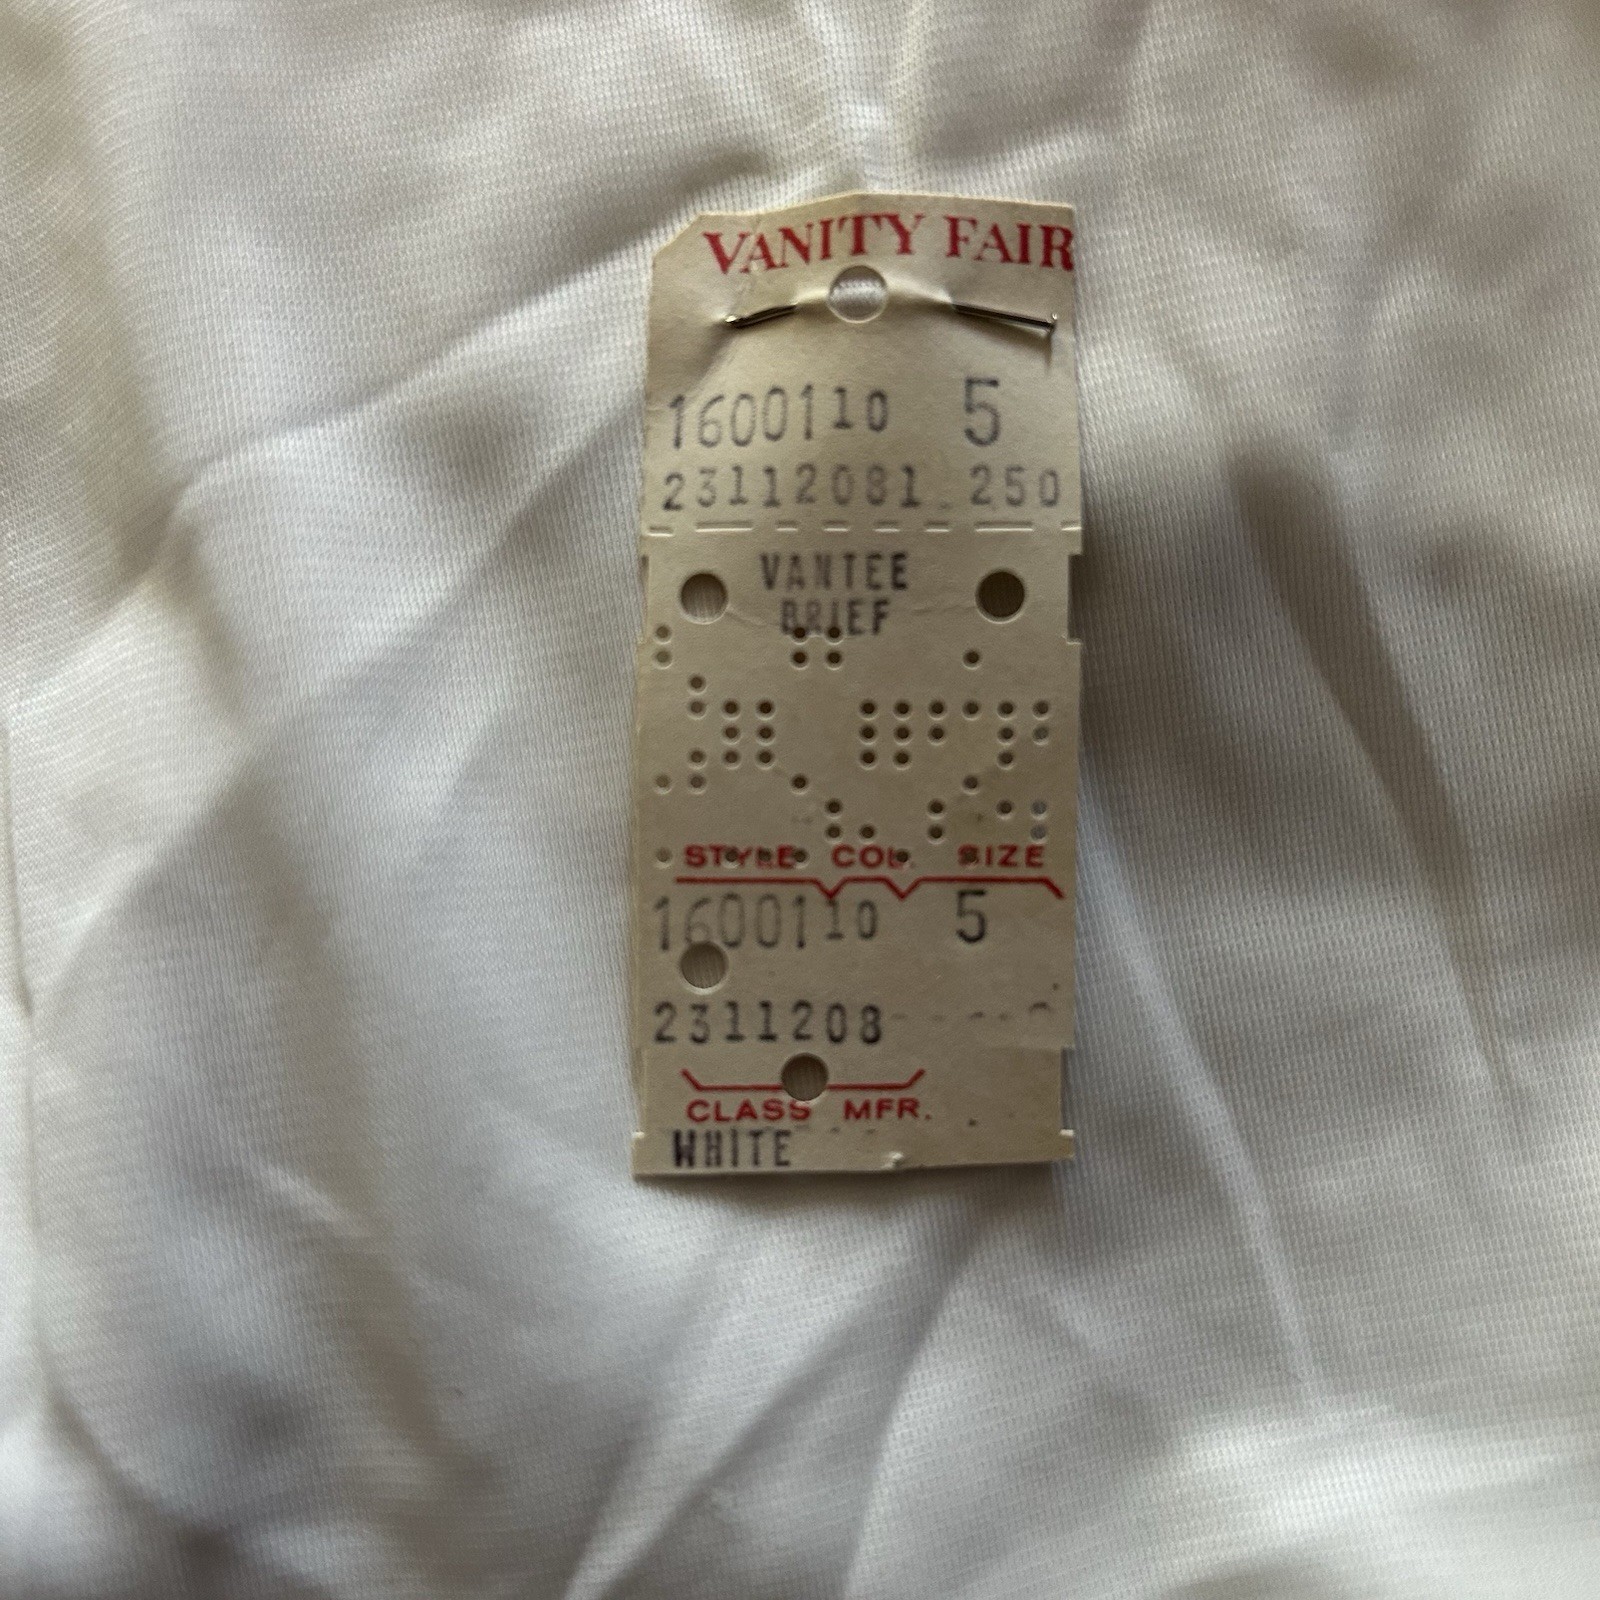 VANITY FAIR
1600110 5
23112081 250
VANTEE
BRIEF
STYLE COL. SIZE
1600110 5
2311208
CLASS MFR.
WHITE